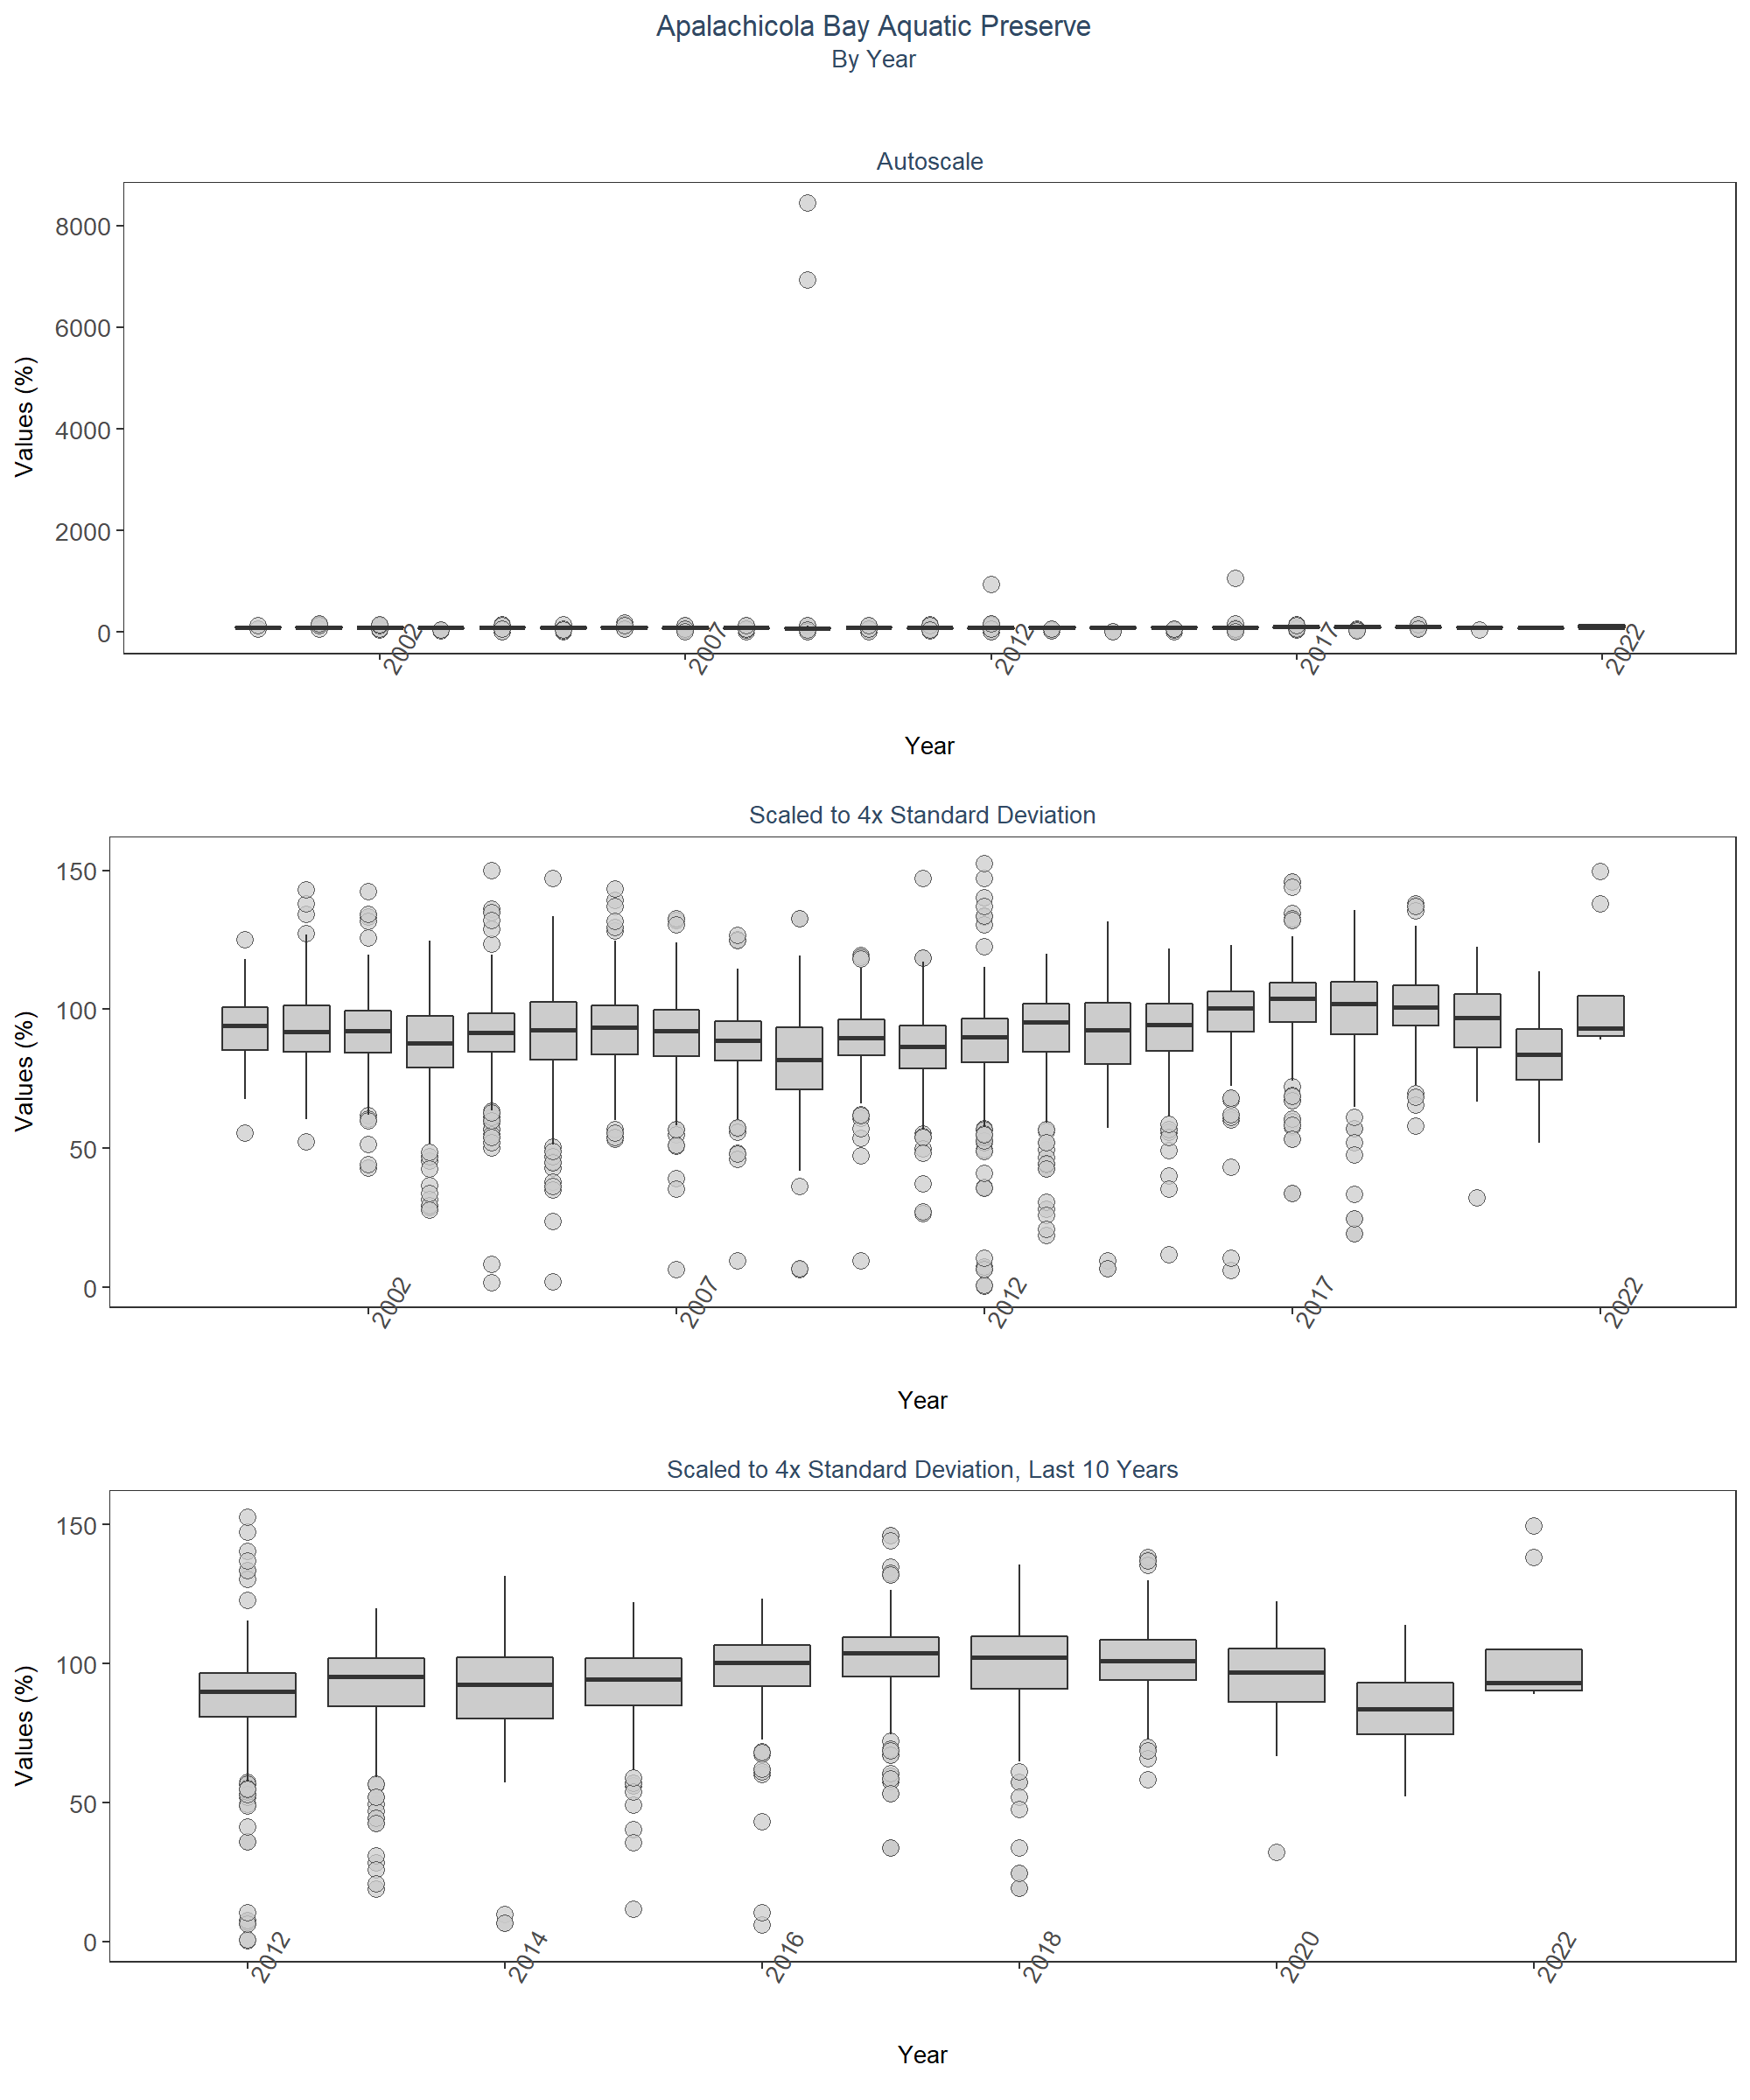 Apalachicola Bay Aquatic Preserve
By Year
Autoscale
8000
6000
4000
2000
0
Values (%)
2002 2007 2012 2017 2022
Year
Scaled to 4x Standard Deviation
150
100
50
0
Values (%)
2002 2007 2012 2017 2022
Year
Scaled to 4x Standard Deviation, Last 10 Years
150
100
50
0
Values (%)
2012 2014 2016 2018 2020 2022
Year